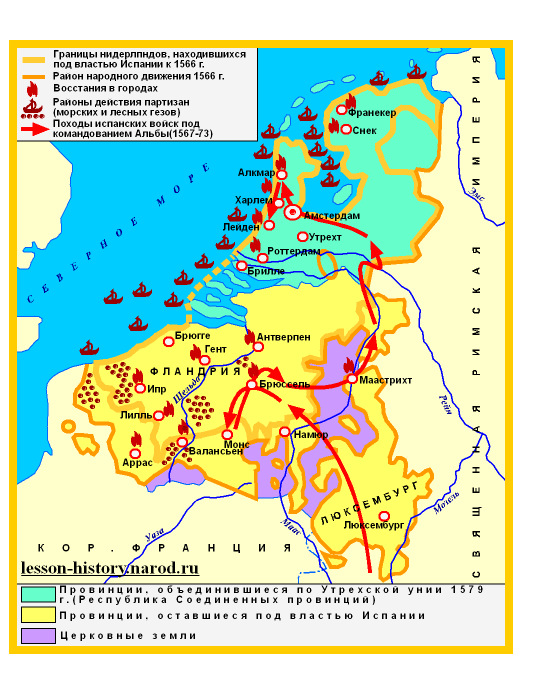 Границы нидерлпндов, находившихся
под властью Испании к 1566 г.
Район народного движения 1566 г.
Восстания в городах
Районы действия партизан
(морских и лесных гезов)
Походы испанских войск под
командованием Альбы(1567-73)
СЕВЕРНОЕ МОРЕ
СВЯЩЕННАЯ РИМСКАЯ ИМПЕРИЯ
Франекер
Снек
Алкмар
Харлем
Амстердам
Лейден
Утрехт
Роттердам
Брилле
Эмс
Брюгге
Гент
Антверпен
ФЛАНДРИЯ
Шельда
Брюссель
Маастрихт
Ипр
Рейн
Лилль
Монс
Намюр
Валансьен
Аррас
ЛЮКСЕМБУРГ
Люксембург
Мозель
Уаза
Маас
КОР. ФРАНЦИЯ
lesson-history.narod.ru
Провинции, объединившиеся по Утрехской унии 1579
г.(Республика Соединенных провинций)
Провинции, оставшиеся под властью Испании
Церковные земли